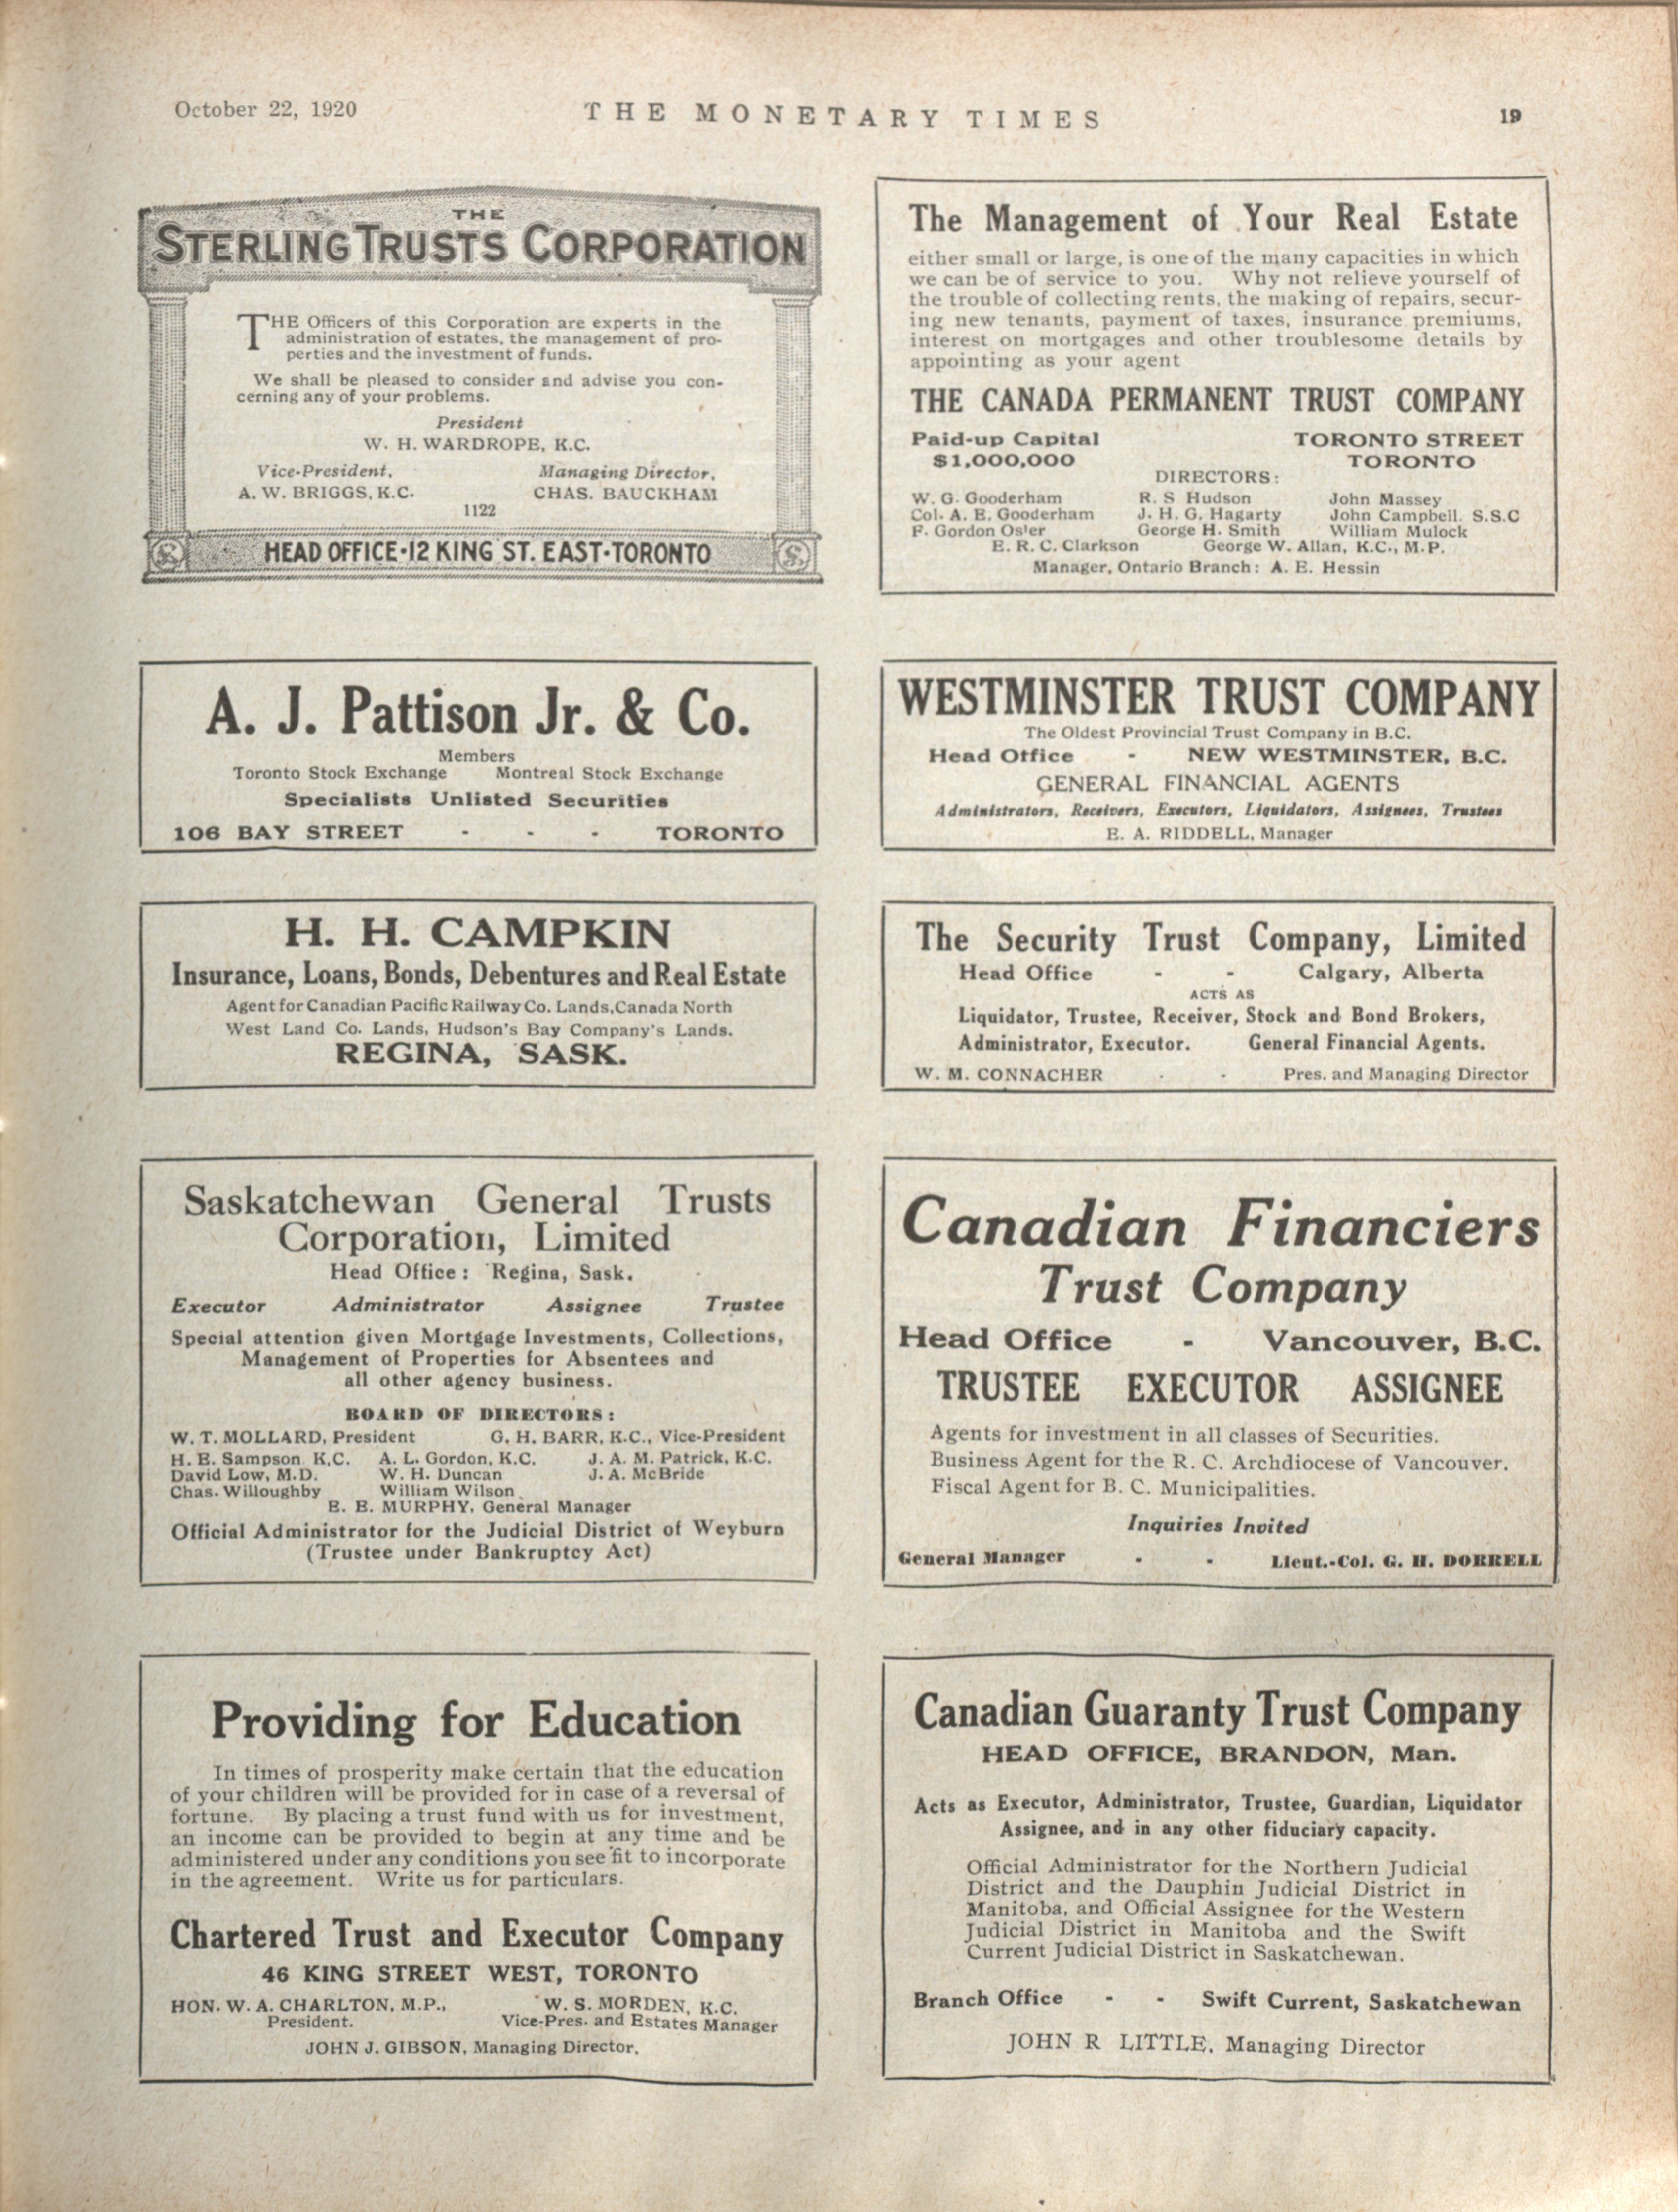 October 22, 1920
THE MONETARY TIMES
19
THE
STERLING TRUSTS CORPORATION
THE Officers of this Corporation are experts in the
administration of estates, the management of pro-
perties and the investment of funds.
We shall be pleased to consider and advise you con-
cerning any of your problems.
President
W. H. WARDROPE, K.C.
Vice-President, Managing Director,
A. W. BRIGGS, K.C. CHAS. BAUCKHAM
1122
HEAD OFFICE·12 KING ST. EAST·TORONTO
The Management of Your Real Estate
either small or large, is one of the many capacities in which
we can be of service to you. Why not relieve yourself of
the trouble of collecting rents, the making of repairs, secur-
ing new tenants, payment of taxes, insurance premiums,
interest on mortgages and other troublesome details by
appointing as your agent
THE CANADA PERMANENT TRUST COMPANY
Paid-up Capital TORONTO STREET
$1,000,000 TORONTO
DIRECTORS:
W. G. Gooderham R. S Hudson John Massey
Col. A. E. Gooderham J. H. G. Hagarty John Campbell. S.S.C
F. Gordon Osler George H. Smith William Mulock
E. R. C. Clarkson George W. Allan, K.C., M.P.
Manager, Ontario Branch: A. E. Hessin
A. J. Pattison Jr. & Co.
Members
Toronto Stock Exchange Montreal Stock Exchange
Specialists Unlisted Securities
106 BAY STREET - - - TORONTO
WESTMINSTER TRUST COMPANY
The Oldest Provincial Trust Company in B.C.
Head Office - NEW WESTMINSTER, B.C.
GENERAL FINANCIAL AGENTS
Administrators, Receivers, Executors, Liquidators, Assignees, Trustees
E. A. RIDDELL, Manager
H. H. CAMPKIN
Insurance, Loans, Bonds, Debentures and Real Estate
Agent for Canadian Pacific Railway Co. Lands, Canada North
West Land Co. Lands, Hudson's Bay Company's Lands.
REGINA, SASK.
The Security Trust Company, Limited
Head Office - - Calgary, Alberta
ACTS AS
Liquidator, Trustee, Receiver, Stock and Bond Brokers,
Administrator, Executor. General Financial Agents.
W. M. CONNACHER - - Pres. and Managing Director
Saskatchewan General Trusts
Corporation, Limited
Head Office: Regina, Sask.
Executor Administrator Assignee Trustee
Special attention given Mortgage Investments, Collections,
Management of Properties for Absentees and
all other agency business.
BOARD OF DIRECTORS:
W. T. MOLLARD, President G. H. BARR, K.C., Vice-President
H. E. Sampson K.C. A. L. Gordon, K.C. J. A. M. Patrick, K.C.
David Low, M.D. W. H. Duncan J. A. McBride
Chas. Willoughby William Wilson
E. E. MURPHY, General Manager
Official Administrator for the Judicial District of Weyburn
(Trustee under Bankruptcy Act)
Canadian Financiers
Trust Company
Head Office - Vancouver, B.C.
TRUSTEE EXECUTOR ASSIGNEE
Agents for investment in all classes of Securities.
Business Agent for the R. C. Archdiocese of Vancouver.
Fiscal Agent for B. C. Municipalities.
Inquiries Invited
General Manager - - Lieut.-Col. G. H. DORRELL
Providing for Education
In times of prosperity make certain that the education
of your children will be provided for in case of a reversal of
fortune. By placing a trust fund with us for investment,
an income can be provided to begin at any time and be
administered under any conditions you see fit to incorporate
in the agreement. Write us for particulars.
Chartered Trust and Executor Company
46 KING STREET WEST, TORONTO
HON. W. A. CHARLTON, M.P., W. S. MORDEN, K.C.
President. Vice-Pres. and Estates Manager
JOHN J. GIBSON, Managing Director.
Canadian Guaranty Trust Company
HEAD OFFICE, BRANDON, Man.
Acts as Executor, Administrator, Trustee, Guardian, Liquidator
Assignee, and in any other fiduciary capacity.
Official Administrator for the Northern Judicial
District and the Dauphin Judicial District in
Manitoba, and Official Assignee for the Western
Judicial District in Manitoba and the Swift
Current Judicial District in Saskatchewan.
Branch Office - - Swift Current, Saskatchewan
JOHN R LITTLE, Managing Director